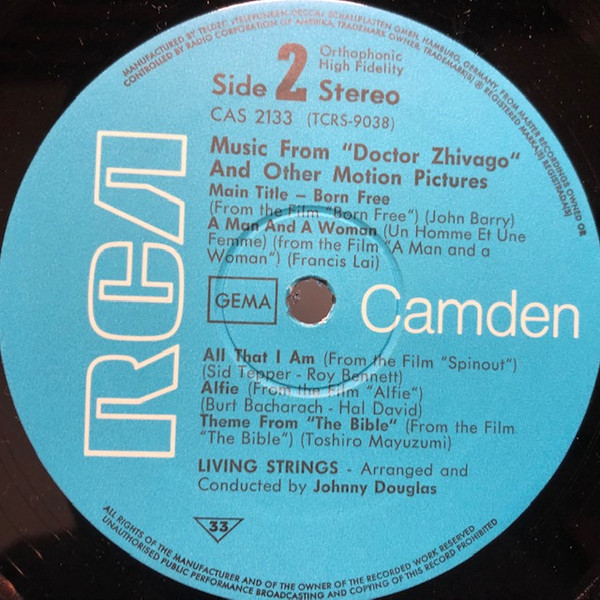 MANUFACTURED BY TELDEC »TELEFUNKEN-DECCA« SCHALLPLATTEN GMBH, HAMBURG, GERMANY, FROM MASTER RECORDINGS OWNED OR
CONTROLLED BY RADIO CORPORATION OF AMERIKA, TRADEMARK OWNER, TRADEMARK(S) ® REGISTERED MARKA(S) REGISTRADA(S)
Side 2 Stereo
Orthophonic
High Fidelity
CAS 2133 (TCRS-9038)
Music From "Doctor Zhivago"
And Other Motion Pictures
Main Title – Born Free
(From the Film "Born Free") (John Barry)
A Man And A Woman (Un Homme Et Une
Femme) (from the Film "A Man and a
Woman") (Francis Lai)
GEMA
RCA
Camden
All That I Am (From the Film "Spinout")
(Sid Tepper - Roy Bennett)
Alfie (From the Film "Alfie")
(Burt Bacharach - Hal David)
Theme From "The Bible" (From the Film
"The Bible") (Toshiro Mayuzumi)
LIVING STRINGS - Arranged and
Conducted by Johnny Douglas
33
ALL RIGHTS OF THE MANUFACTURER AND OF THE OWNER OF THE RECORDED WORK RESERVED
UNAUTHORISED PUBLIC PERFORMANCE BROADCASTING AND COPYING OF THIS RECORD PROHIBITED